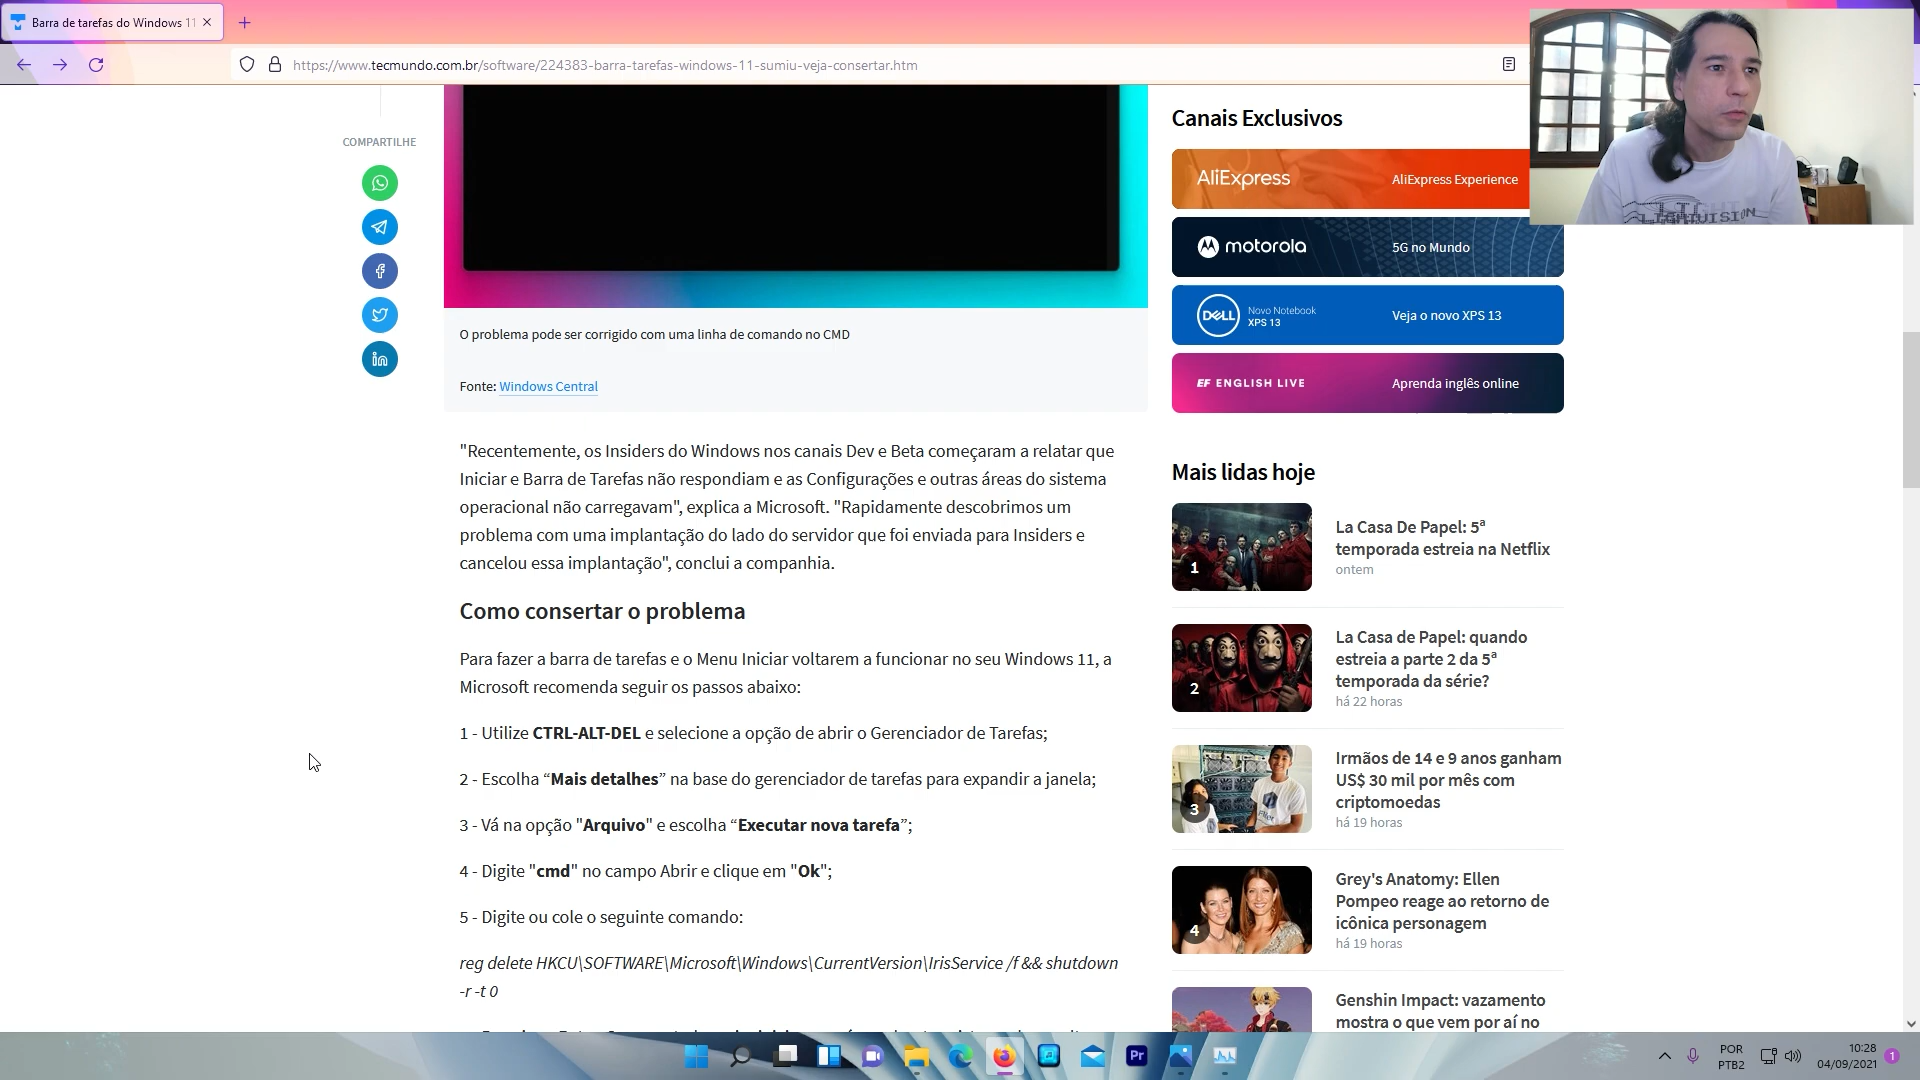 Barra de tarefas do Windows 11
https://www.tecmundo.com.br/software/224383-barra-tarefas-windows-11-sumiu-veja-consertar.htm
COMPARTILHE
O problema pode ser corrigido com uma linha de comando no CMD
Fonte: Windows Central
"Recentemente, os Insiders do Windows nos canais Dev e Beta começaram a relatar que
Iniciar e Barra de Tarefas não respondiam e as Configurações e outras áreas do sistema
operacional não carregavam", explica a Microsoft. "Rapidamente descobrimos um
problema com uma implantação do lado do servidor que foi enviada para Insiders e
cancelou essa implantação", conclui a companhia.
Como consertar o problema
Para fazer a barra de tarefas e o Menu Iniciar voltarem a funcionar no seu Windows 11, a
Microsoft recomenda seguir os passos abaixo:
1 - Utilize CTRL-ALT-DEL e selecione a opção de abrir o Gerenciador de Tarefas;
2 - Escolha “Mais detalhes” na base do gerenciador de tarefas para expandir a janela;
3 - Vá na opção "Arquivo" e escolha “Executar nova tarefa”;
4 - Digite "cmd" no campo Abrir e clique em "Ok";
5 - Digite ou cole o seguinte comando:
reg delete HKCU\SOFTWARE\Microsoft\Windows\CurrentVersion\IrisService /f && shutdown
-r -t 0
Canais Exclusivos
AliExpress
AliExpress Experience
motorola
5G no Mundo
DELL
Novo Notebook
XPS 13
Veja o novo XPS 13
EF ENGLISH LIVE
Aprenda inglês online
Mais lidas hoje
1
La Casa De Papel: 5ª
temporada estreia na Netflix
ontem
2
La Casa de Papel: quando
estreia a parte 2 da 5ª
temporada da série?
há 22 horas
3
Irmãos de 14 e 9 anos ganham
US$ 30 mil por mês com
criptomoedas
há 19 horas
4
Grey's Anatomy: Ellen
Pompeo reage ao retorno de
icônica personagem
há 19 horas
Genshin Impact: vazamento
mostra o que vem por aí no
Pr
POR
PTB2
10:28
04/09/2021
1